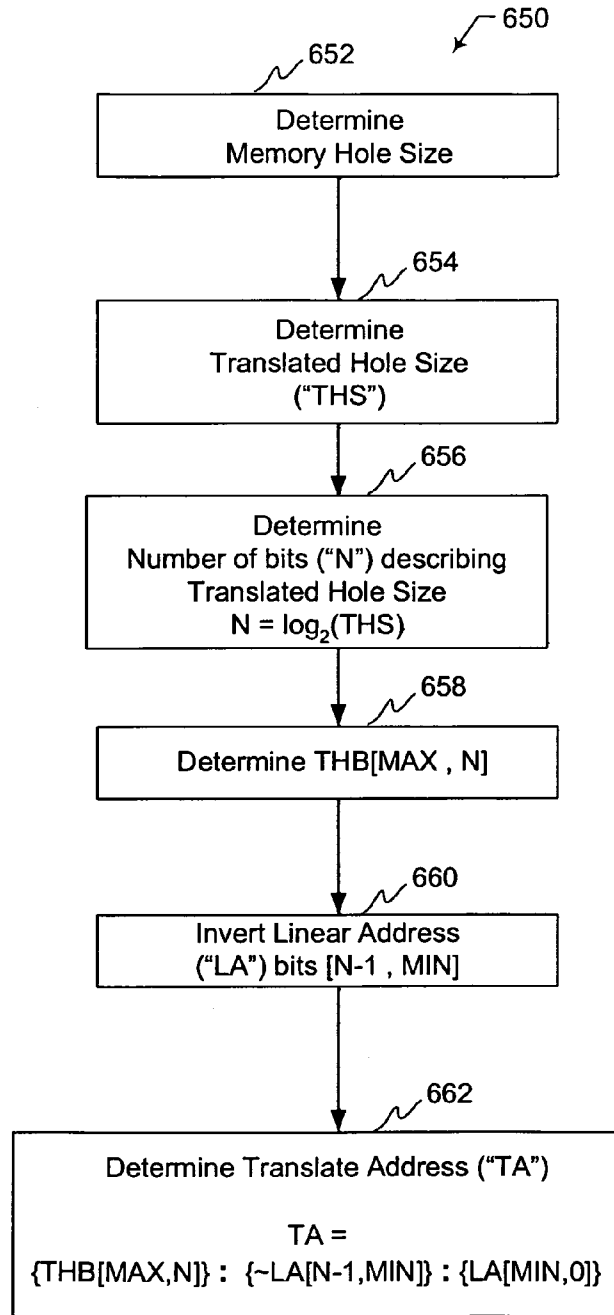 650
652
Determine
Memory Hole Size
654
Determine
Translated Hole Size
(“THS”)
656
Determine
Number of bits (“N”) describing
Translated Hole Size
N = log₂(THS)
658
Determine THB[MAX , N]
660
Invert Linear Address
(“LA”) bits [N-1 , MIN]
662
Determine Translate Address (“TA”)
TA =
{THB[MAX,N]} : {~LA[N-1,MIN]} : {LA[MIN,0]}